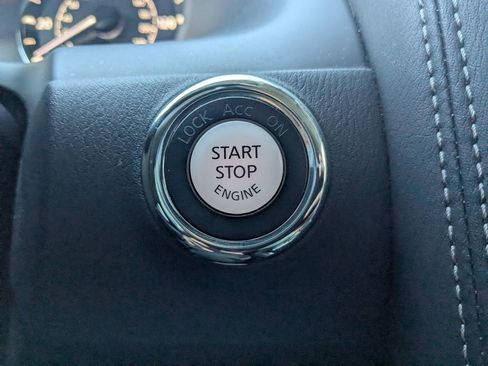 LOCK ACC ON
START
STOP
ENGINE